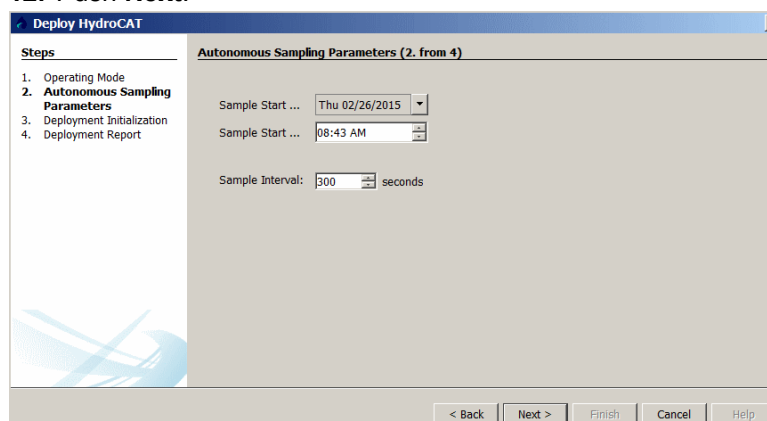 Deploy HydroCAT
Steps
1. Operating Mode
2. Autonomous Sampling
Parameters
3. Deployment Initialization
4. Deployment Report
Autonomous Sampling Parameters (2. from 4)
Sample Start ... Thu 02/26/2015
Sample Start ... 08:43 AM
Sample Interval: 300 seconds
< Back Next > Finish Cancel Help